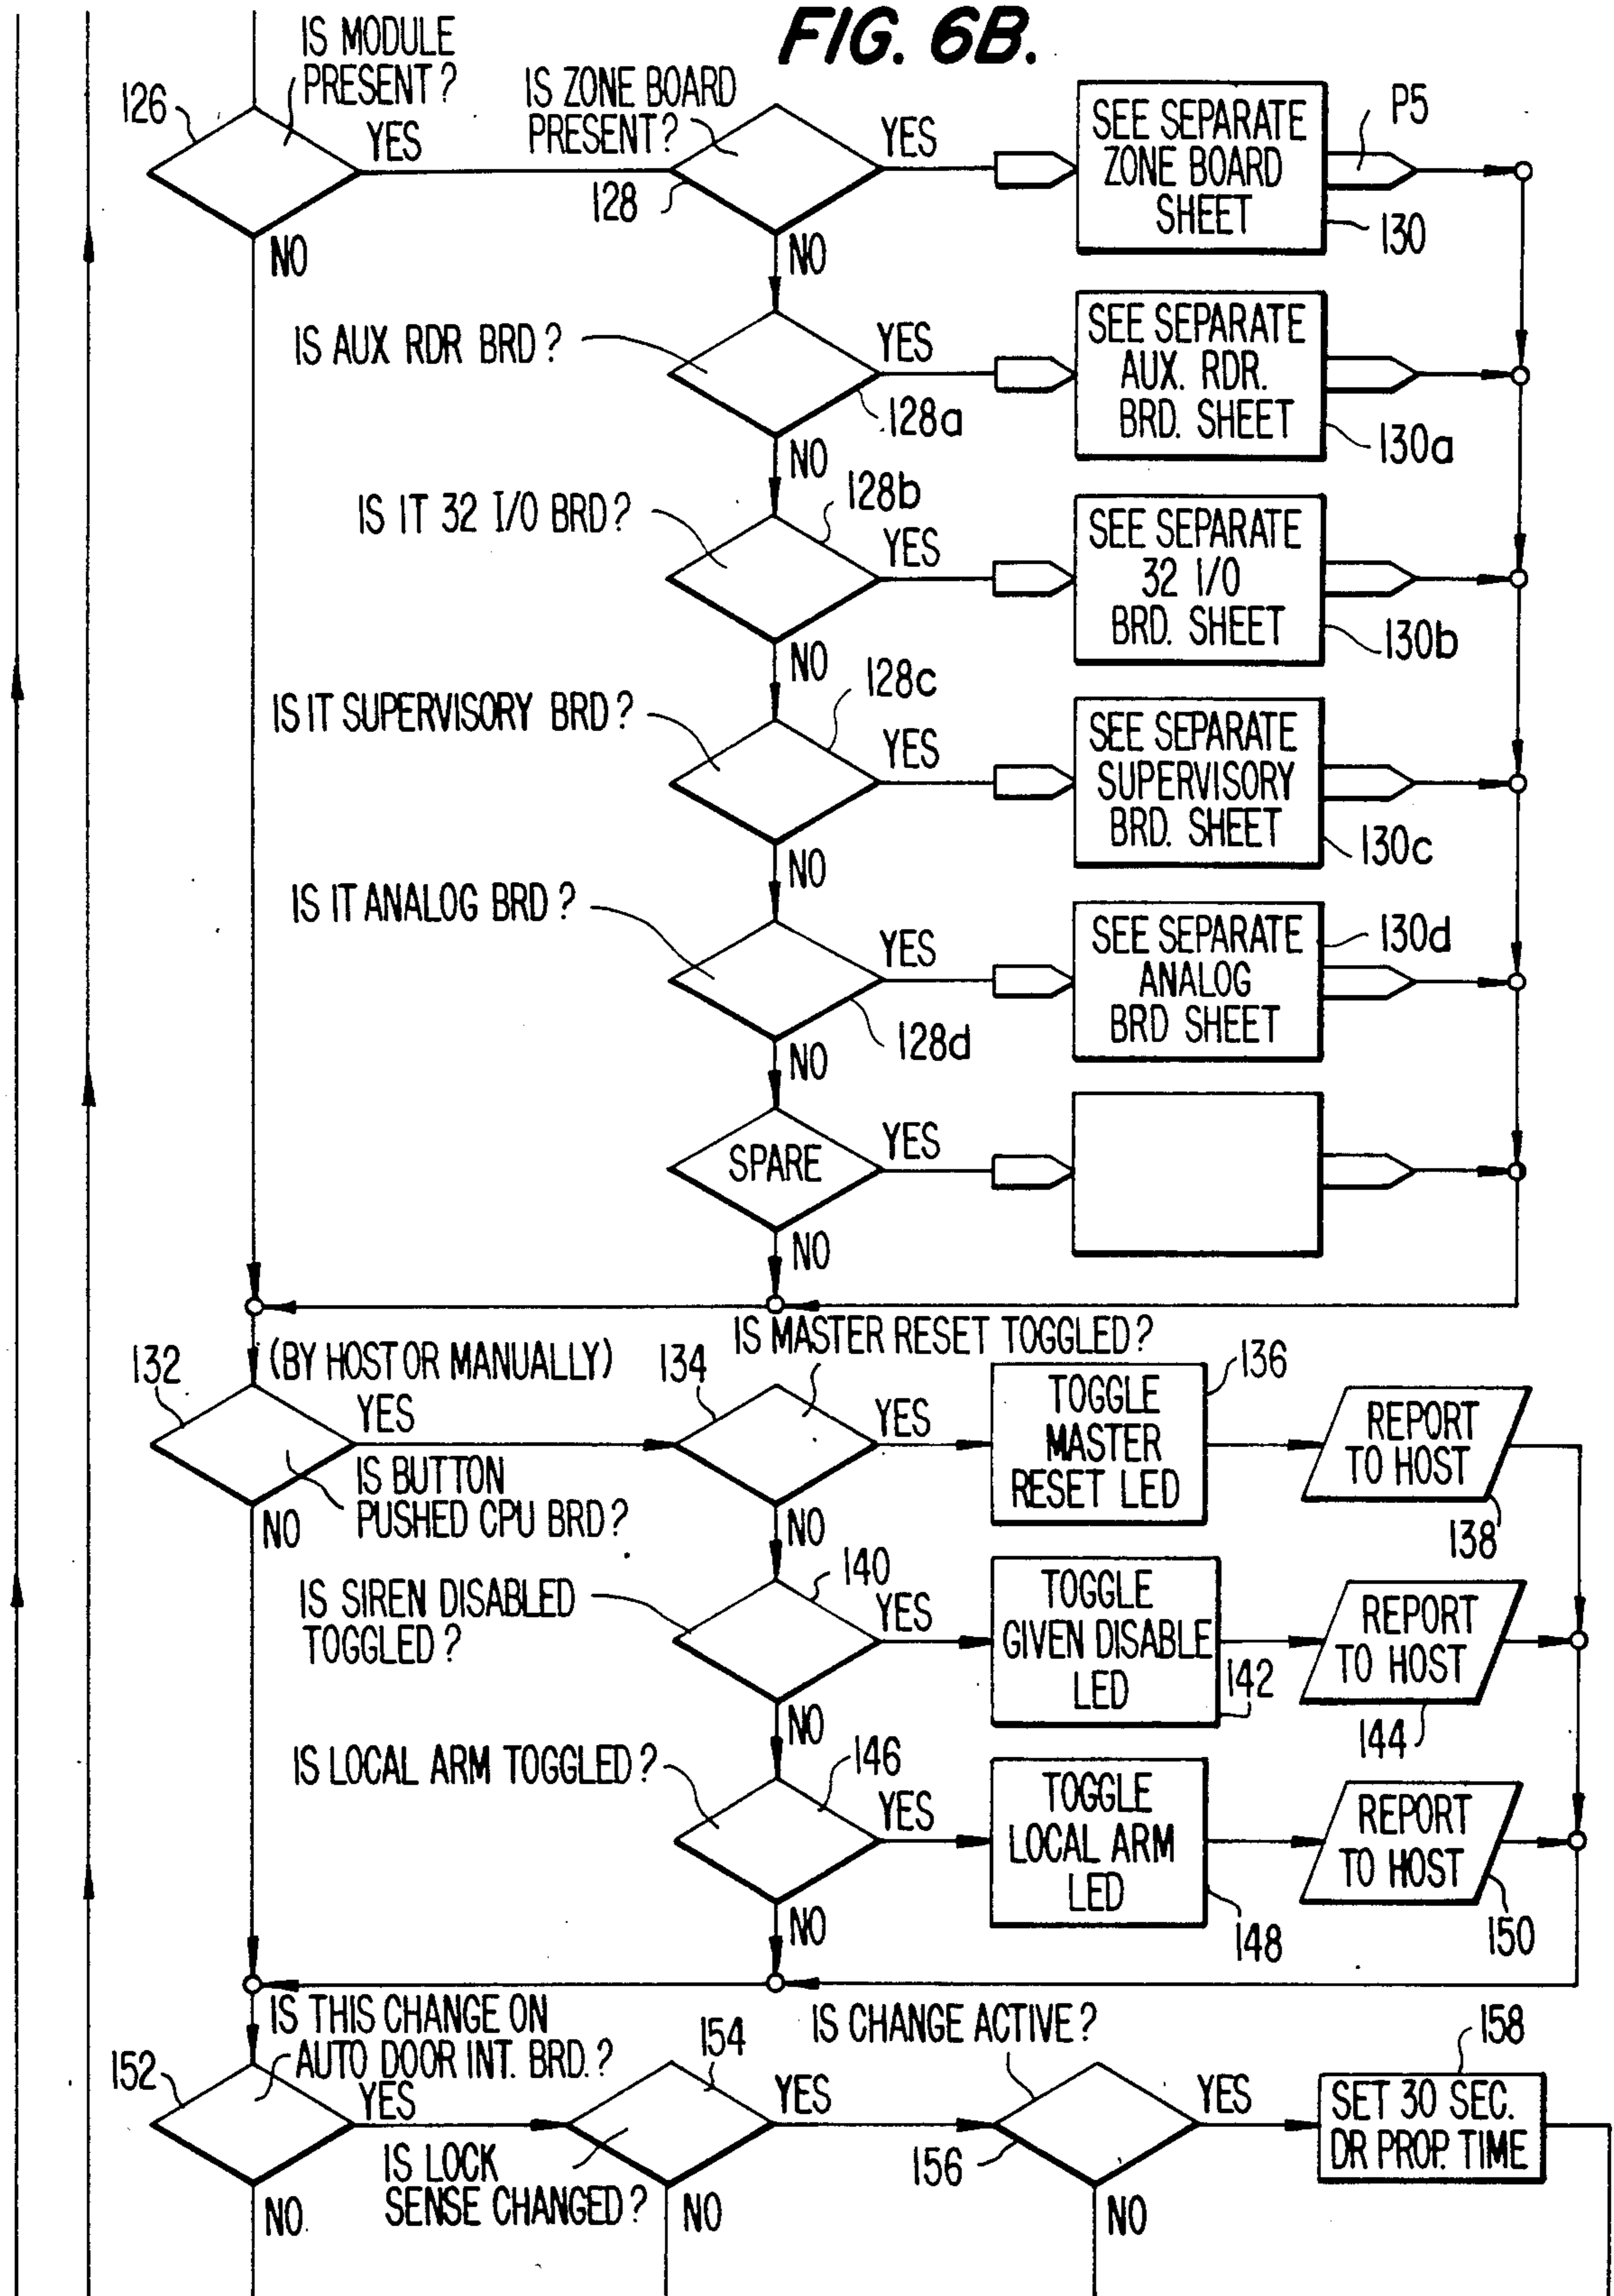 FIG. 6B.
IS MODULE
PRESENT?
126
YES
NO
IS ZONE BOARD
PRESENT?
128
YES
NO
SEE SEPARATE
ZONE BOARD
SHEET
P5
130
IS AUX RDR BRD?
YES
128a
NO
SEE SEPARATE
AUX. RDR.
BRD. SHEET
130a
IS IT 32 I/O BRD?
128b
YES
NO
SEE SEPARATE
32 I/O
BRD. SHEET
130b
IS IT SUPERVISORY BRD?
128c
YES
NO
SEE SEPARATE
SUPERVISORY
BRD. SHEET
130c
IS IT ANALOG BRD?
YES
128d
NO
SEE SEPARATE
ANALOG
BRD SHEET
130d
SPARE
YES
NO
132
(BY HOST OR MANUALLY)
YES
IS BUTTON
PUSHED CPU BRD?
NO
IS MASTER RESET TOGGLED?
134
YES
NO
TOGGLE
MASTER
RESET LED
136
REPORT
TO HOST
138
IS SIREN DISABLED
TOGGLED?
140
YES
NO
TOGGLE
GIVEN DISABLE
LED
142
REPORT
TO HOST
144
IS LOCAL ARM TOGGLED?
146
YES
NO
TOGGLE
LOCAL ARM
LED
148
REPORT
TO HOST
150
IS THIS CHANGE ON
AUTO DOOR INT. BRD.?
152
YES
NO
154
IS LOCK
SENSE CHANGED?
YES
NO
IS CHANGE ACTIVE?
156
YES
NO
158
SET 30 SEC.
DR PROP. TIME